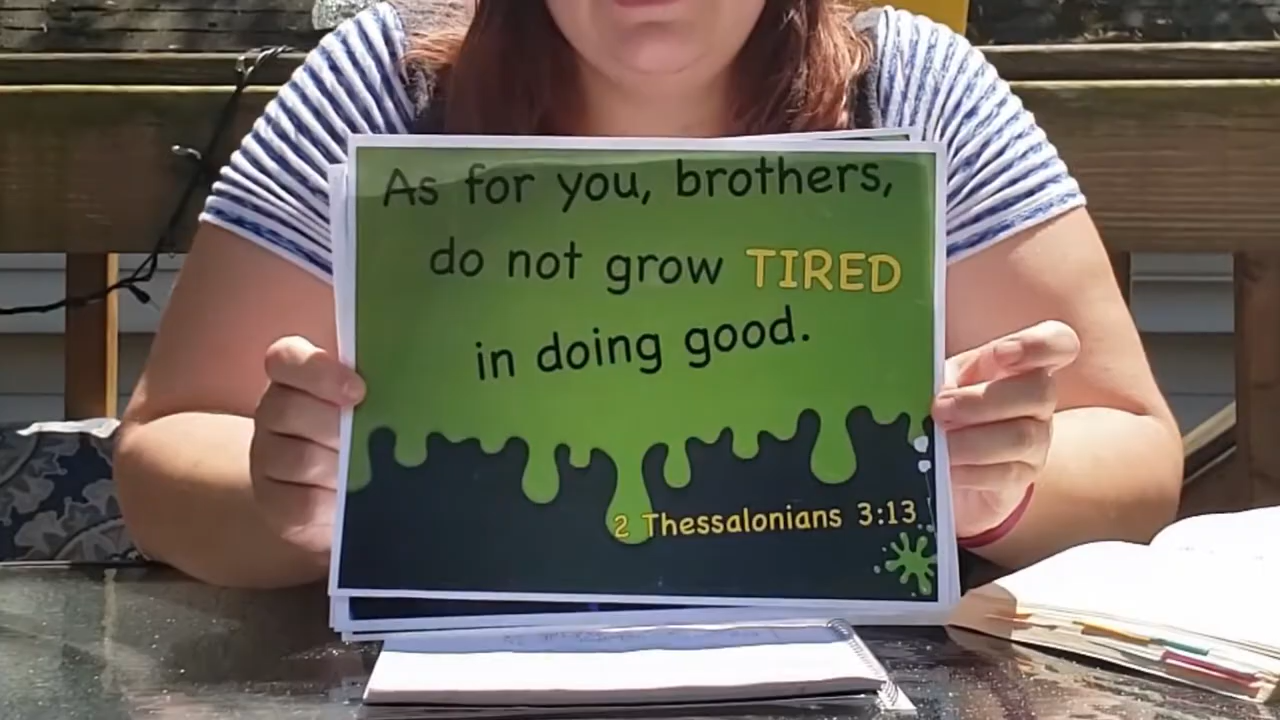 As for you, brothers,
do not grow TIRED
in doing good.
2 Thessalonians 3:13